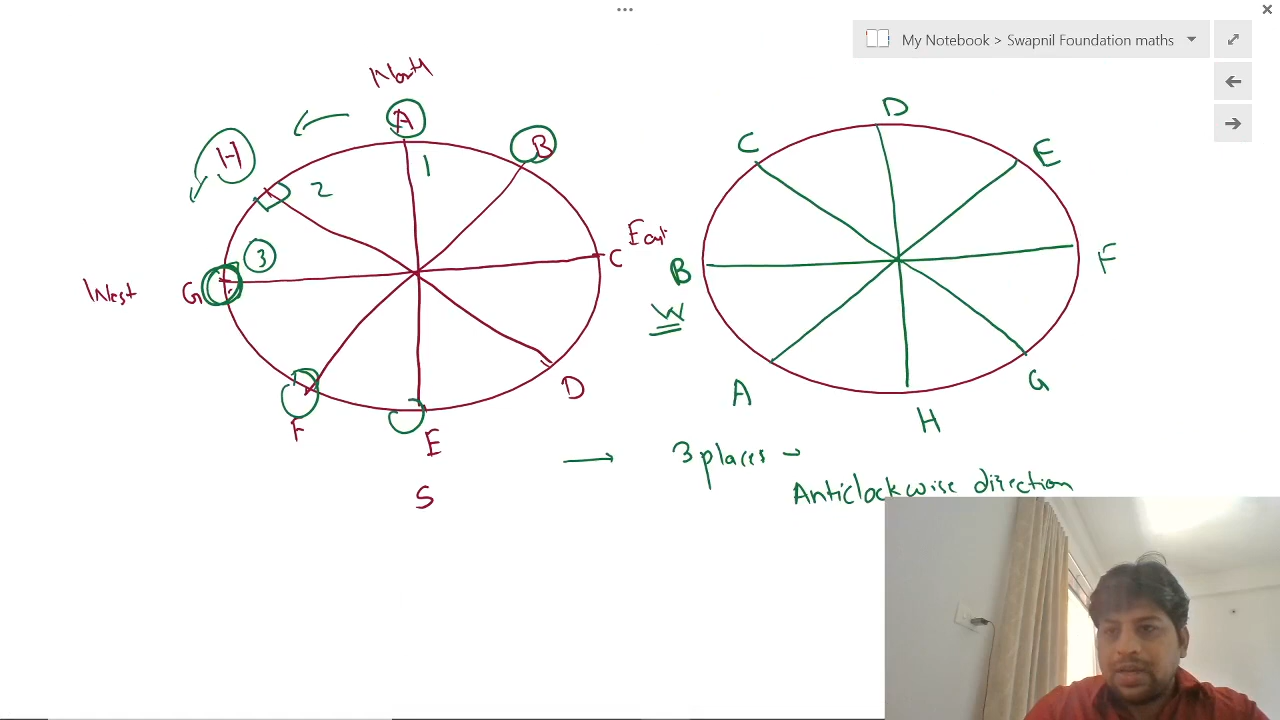 My Notebook > Swapnil Foundation maths
North
A
H
B
1
2
3
East
C
West
G
F
D
E
S
D
C
E
B
F
W
A
G
H
3 places
Anticlockwise direction